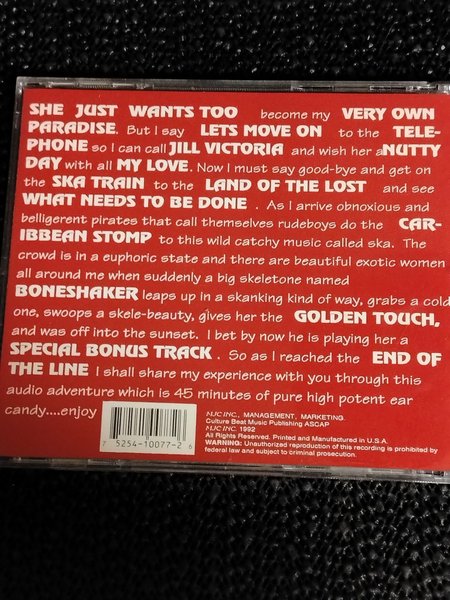 SHE JUST WANTS TOO become my VERY OWN
PARADISE. But I say LETS MOVE ON to the TELE-
PHONE so I can call JILL VICTORIA and wish her a NUTTY
DAY with all MY LOVE. Now I must say good-bye and get on
the SKA TRAIN to the LAND OF THE LOST and see
WHAT NEEDS TO BE DONE . As I arrive obnoxious and
belligerent pirates that call themselves rudeboys do the CAR-
IBBEAN STOMP to this wild catchy music called ska. The
crowd is in a euphoric state and there are beautiful exotic women
all around me when suddenly a big skeletone named
BONESHAKER leaps up in a skanking kind of way, grabs a cold
one, swoops a skele-beauty, gives her the GOLDEN TOUCH,
and was off into the sunset. I bet by now he is playing her a
SPECIAL BONUS TRACK . So as I reached the END OF
THE LINE I shall share my experience with you through this
audio adventure which is 45 minutes of pure high potent ear
candy....enjoy
7 5254-10077-2 6
NJC INC., MANAGEMENT, MARKETING.
Culture Beat Music Publishing ASCAP
NJC INC. 1992
All Rights Reserved. Printed and Manufactured in U.S.A.
WARNING: Unauthorized reproduction of this recording is prohibited by
federal law and subject to criminal prosecution.